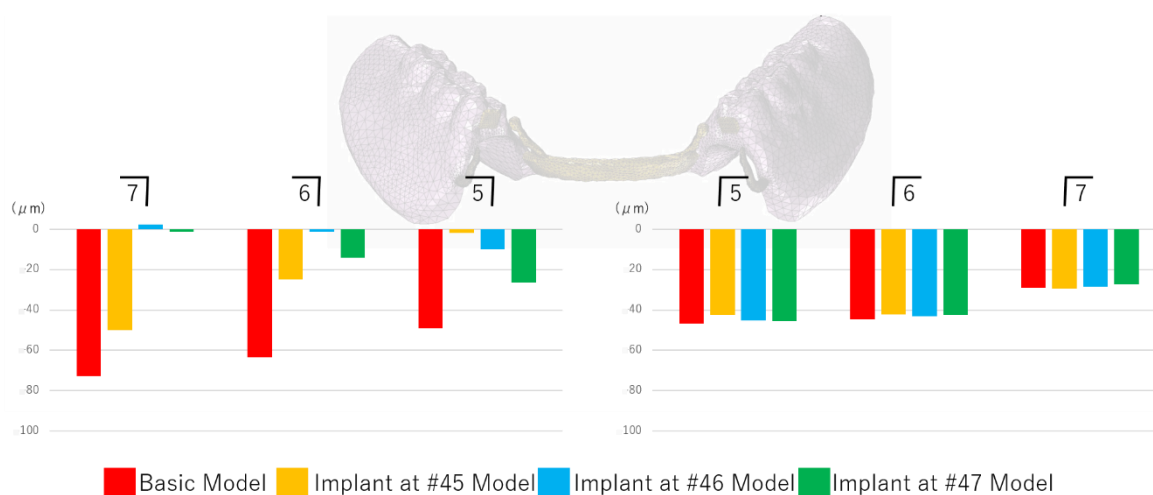 7 6 5 5 6 7
(μm) (μm)
0 0
-20 -20
-40 -40
-60 -60
-80 -80
-100 -100
Basic Model Implant at #45 Model Implant at #46 Model Implant at #47 Model